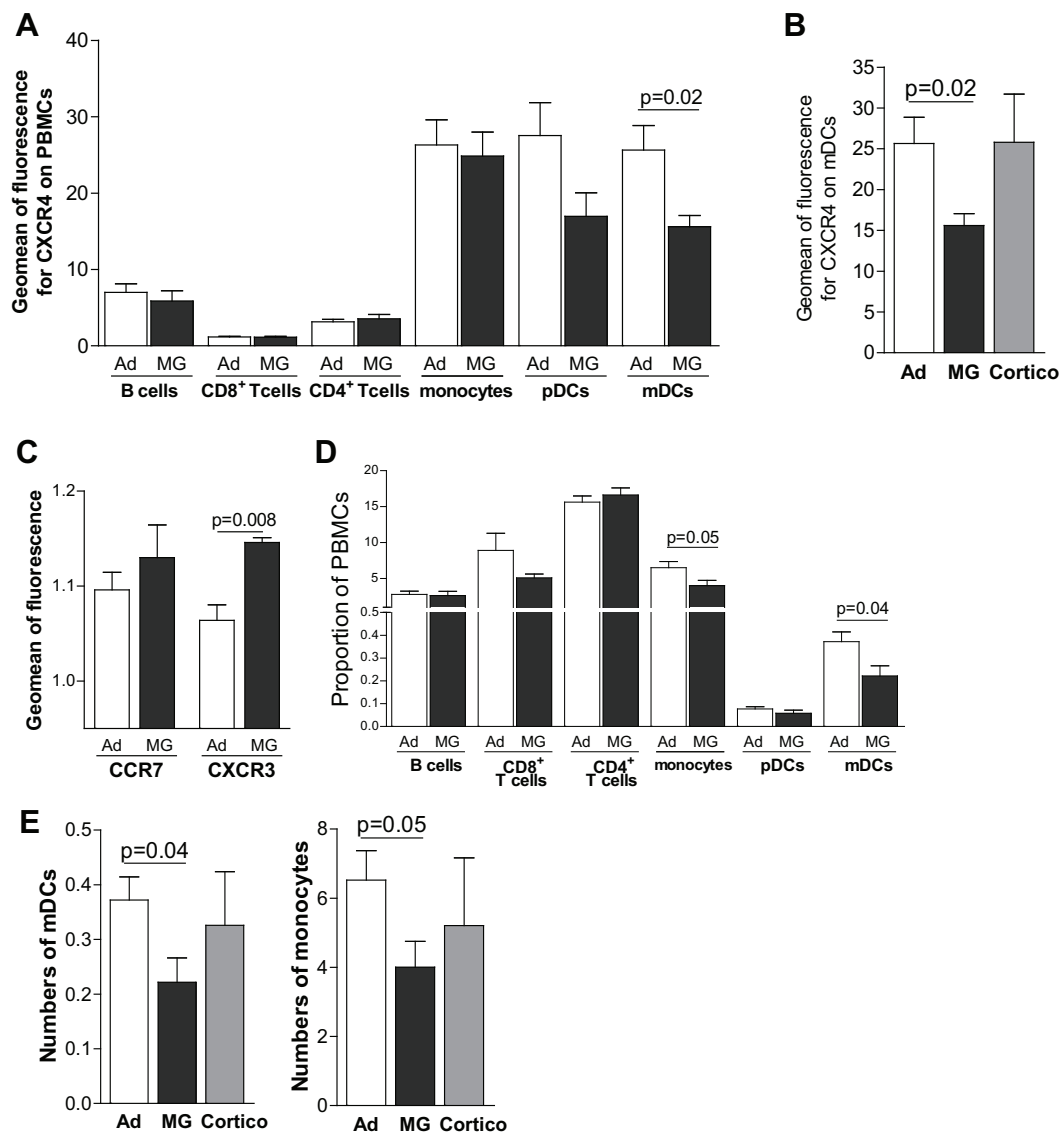 A
Geomean of fluorescence
for CXCR4 on PBMCs
40
30
20
10
0
p=0.02
Ad MG Ad MG Ad MG Ad MG Ad MG Ad MG
B cells CD8+ Tcells CD4+ Tcells monocytes pDCs mDCs
B
Geomean of fluorescence
for CXCR4 on mDCs
35
30
25
20
15
10
5
0
p=0.02
Ad MG Cortico
C
Geomean of fluorescence
1.2
1.1
1.0
p=0.008
Ad MG Ad MG
CCR7 CXCR3
D
Proportion of PBMCs
20
15
10
5
0.5
0.4
0.3
0.2
0.1
0.0
p=0.05
p=0.04
Ad MG Ad MG Ad MG Ad MG Ad MG Ad MG
B cells CD8+ CD4+ monocytes pDCs mDCs
T cells T cells
E
Numbers of mDCs
0.5
0.4
0.3
0.2
0.1
0.0
p=0.04
Ad MG Cortico
Numbers of monocytes
8
6
4
2
0
p=0.05
Ad MG Cortico